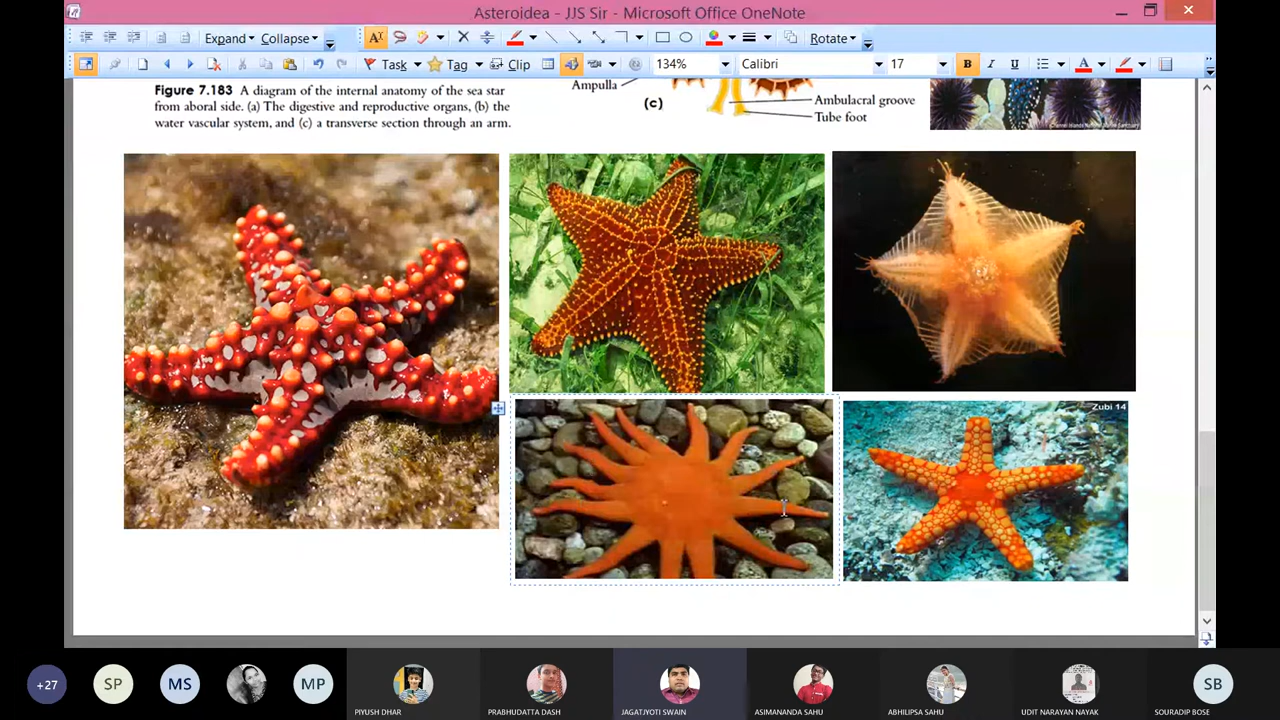 Asteroidea - JJS Sir - Microsoft Office OneNote
Expand Collapse Rotate
Task Tag Clip 134% Calibri 17 B I U A
Ampulla
Figure 7.183 A diagram of the internal anatomy of the sea star
from aboral side. (a) The digestive and reproductive organs, (b) the
water vascular system, and (c) a transverse section through an arm.
(c)
Ambulacral groove
Tube foot
Zubi 14
+27 SP MS MP SB
PIYUSH DHAR PRABHUDATTA DASH JAGATJYOTI SWAIN ASIMANANDA SAHU ABHILIPSA SAHU UDIT NARAYAN NAYAK SOURADIP BOSE